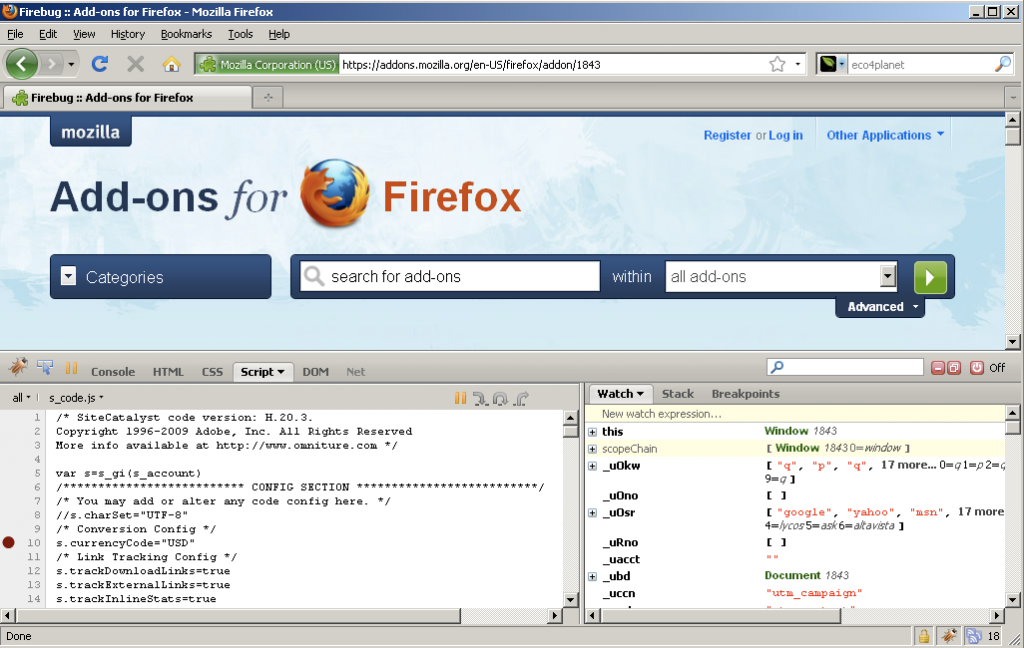 Firebug :: Add-ons for Firefox - Mozilla Firefox
File Edit View History Bookmarks Tools Help
Mozilla Corporation (US) https://addons.mozilla.org/en-US/firefox/addon/1843 eco4planet
Firebug :: Add-ons for Firefox
mozilla
Register or Log in Other Applications
Add-ons for Firefox
Categories search for add-ons within all add-ons
Advanced
Console HTML CSS Script DOM Net Off
all s_code.js Watch Stack Breakpoints
1 /* SiteCatalyst code version: H.20.3.
2 Copyright 1996-2009 Adobe, Inc. All Rights Reserved
3 More info available at http://www.omniture.com */
4
5 var s=s_gi(s_account)
6 /************************** CONFIG SECTION **************************/
7 /* You may add or alter any code config here. */
8 //s.charSet="UTF-8"
9 /* Conversion Config */
10 s.currencyCode="USD"
11 /* Link Tracking Config */
12 s.trackDownloadLinks=true
13 s.trackExternalLinks=true
14 s.trackInlineStats=true
New watch expression...
this Window 1843
scopeChain [ Window 1843 0=window ]
_uOkw [ "q", "p", "q", 17 more... 0=q 1=p 2=q
9=q ]
_uOno [ ]
_uOsr [ "google", "yahoo", "msn", 17 more
4=lycos 5=ask 6=altavista ]
_uRno [ ]
_uacct ""
_ubd Document 1843
_uccn "utm_campaign"
Done 18